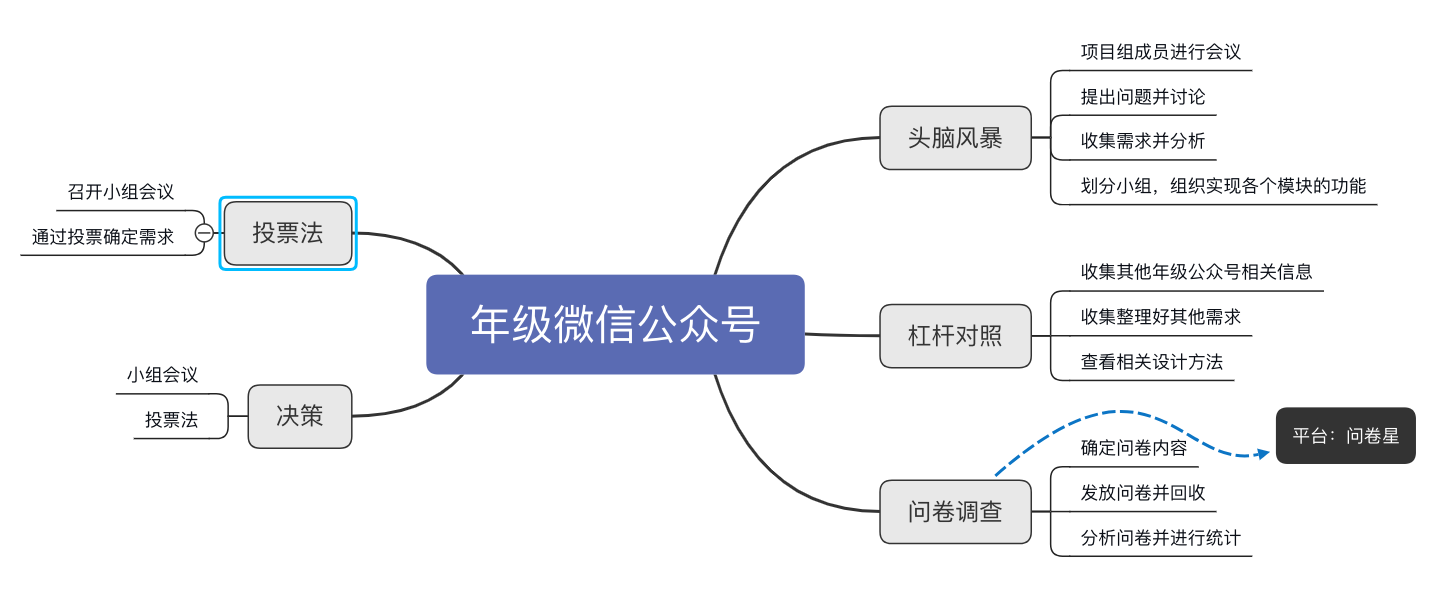 年级微信公众号
头脑风暴
项目组成员进行会议
提出问题并讨论
收集需求并分析
划分小组，组织实现各个模块的功能
杠杆对照
收集其他年级公众号相关信息
收集整理好其他需求
查看相关设计方法
问卷调查
确定问卷内容
发放问卷并回收
分析问卷并进行统计
平台：问卷星
投票法
召开小组会议
通过投票确定需求
决策
小组会议
投票法